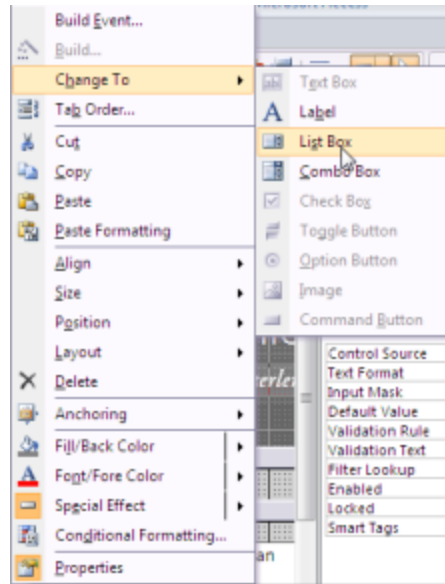 Microsoft Access
Build Event...
Build...
Change To
Tab Order...
Cut
Copy
Paste
Paste Formatting
Align
Size
Position
Layout
Delete
Anchoring
Fill/Back Color
Font/Fore Color
Special Effect
Conditional Formatting...
Properties
Text Box
Label
List Box
Combo Box
Check Box
Toggle Button
Option Button
Image
Command Button
Control Source
Text Format
Input Mask
Default Value
Validation Rule
Validation Text
Filter Lookup
Enabled
Locked
Smart Tags